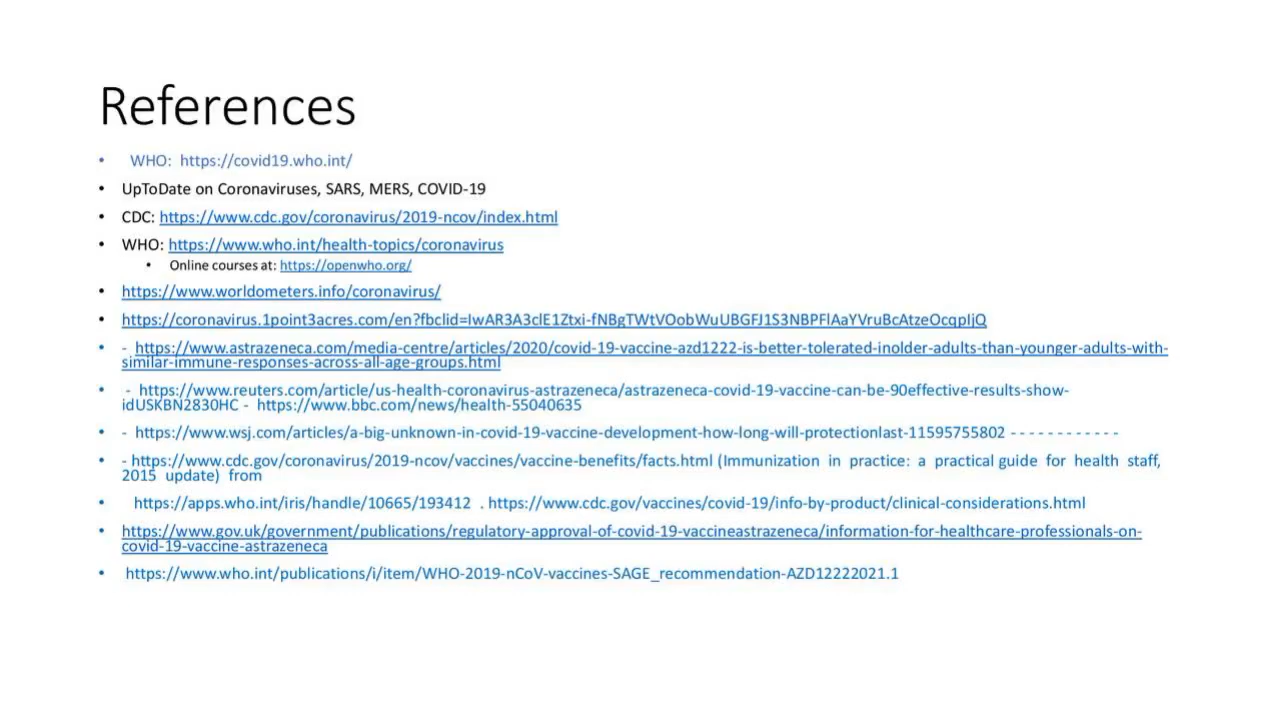 References
• WHO: https://covid19.who.int/
• UpToDate on Coronaviruses, SARS, MERS, COVID-19
• CDC: https://www.cdc.gov/coronavirus/2019-ncov/index.html
• WHO: https://www.who.int/health-topics/coronavirus
• Online courses at: https://openwho.org/
• https://www.worldometers.info/coronavirus/
• https://coronavirus.1point3acres.com/en?fbclid=IwAR3A3clE1Ztxi-fNBgTWtVOobWuUBGFJ1S3NBPFlAaYVruBcAtzeOcqpIjQ
• - https://www.astrazeneca.com/media-centre/articles/2020/covid-19-vaccine-azd1222-is-better-tolerated-inolder-adults-than-younger-adults-with-
similar-immune-responses-across-all-age-groups.html
• - https://www.reuters.com/article/us-health-coronavirus-astrazeneca/astrazeneca-covid-19-vaccine-can-be-90effective-results-show-
idUSKBN2830HC - https://www.bbc.com/news/health-55040635
• - https://www.wsj.com/articles/a-big-unknown-in-covid-19-vaccine-development-how-long-will-protectionlast-11595755802 - - - - - - - - - - - -
• - https://www.cdc.gov/coronavirus/2019-ncov/vaccines/vaccine-benefits/facts.html (Immunization in practice: a practical guide for health staff,
2015 update) from
• https://apps.who.int/iris/handle/10665/193412 . https://www.cdc.gov/vaccines/covid-19/info-by-product/clinical-considerations.html
• https://www.gov.uk/government/publications/regulatory-approval-of-covid-19-vaccineastrazeneca/information-for-healthcare-professionals-on-
covid-19-vaccine-astrazeneca
• https://www.who.int/publications/i/item/WHO-2019-nCoV-vaccines-SAGE_recommendation-AZD12222021.1